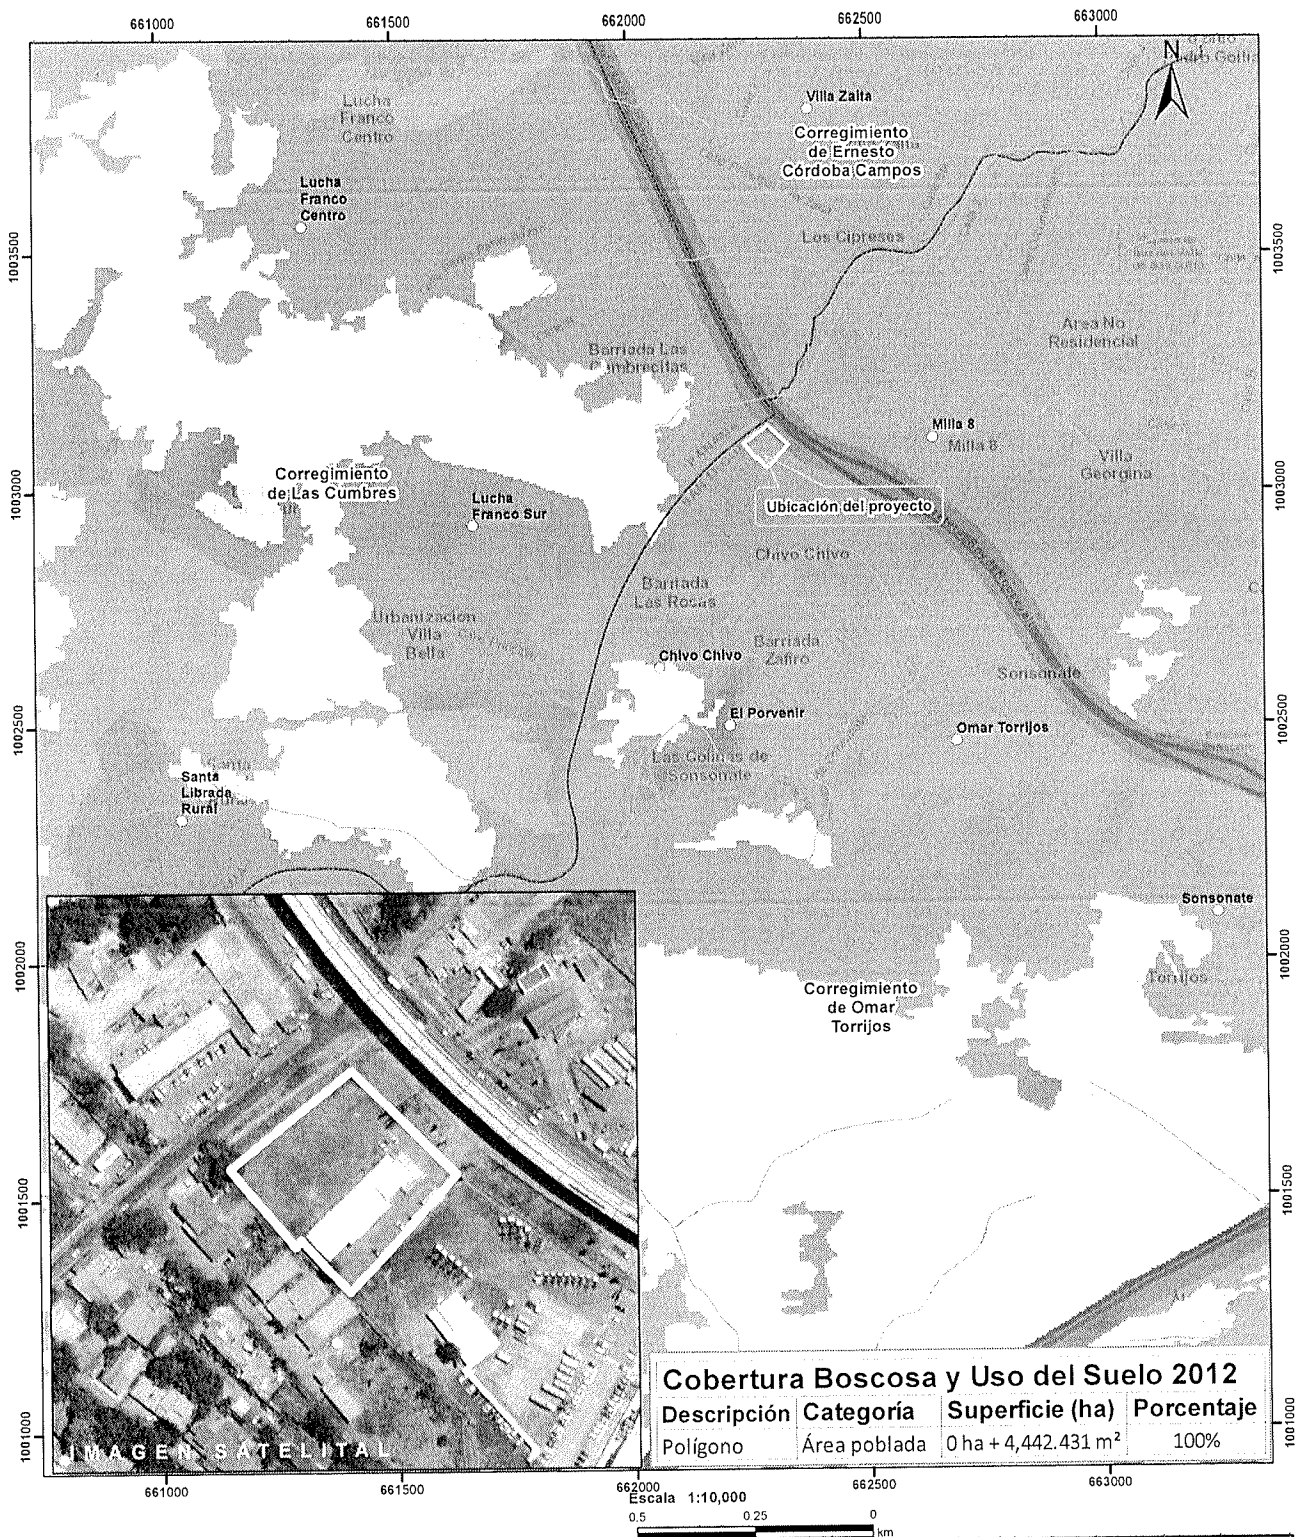 661000 661500 662000 662500 663000
N
Villa Zaita
Lucha
Franco
Centro
Corregimiento
de Ernesto
Córdoba Campos
Lucha
Franco
Centro
1003500
1003500
Los Cipreses
Area No
Residencial
Barriada Las
Cumbrecitas
Milla 8
Milla 8
Villa
Georgina
Corregimiento
de Las Cumbres
1003000
1003000
Lucha
Franco Sur
Ubicación del proyecto
Chivo Chivo
Barriada
Las Rocas
Urbanizacion
Villa
Bella
Barriada
Zafiro
Chivo Chivo
Sonsonate
El Porvenir
Omar Torrijos
1002500
1002500
Las Colinas de
Sonsonate
Santa
Santa
Librada
Rural
Sonsonate
1002000
1002000
Torrijos
Corregimiento
de Omar
Torrijos
1001500
1001500
Cobertura Boscosa y Uso del Suelo 2012
Descripción Categoría Superficie (ha) Porcentaje
Polígono Área poblada 0 ha + 4,442.431 m² 100%
1001000
1001000
IMAGEN SATELITAL
661000 661500 662000 662500 663000
Escala 1:10,000
0.5 0.25 0
km